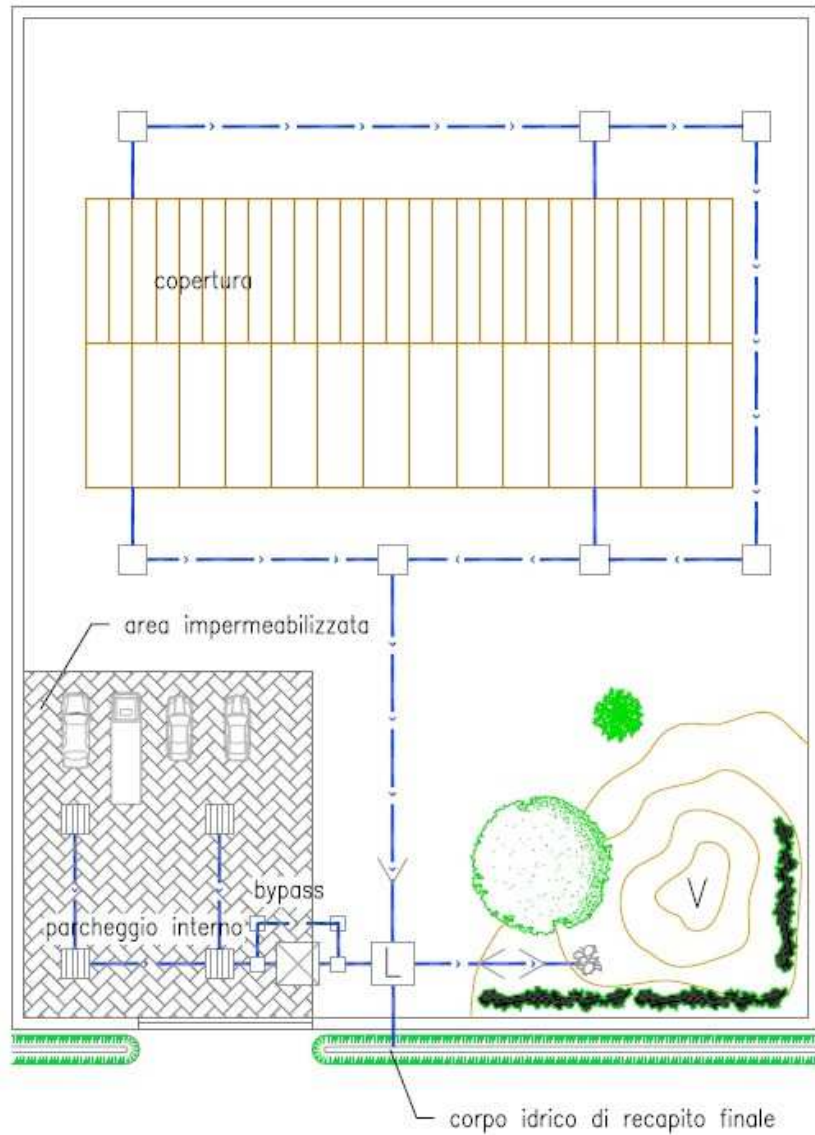 copertura
area impermeabilizzata
bypass
parcheggio interno
L
V
corpo idrico di recapito finale